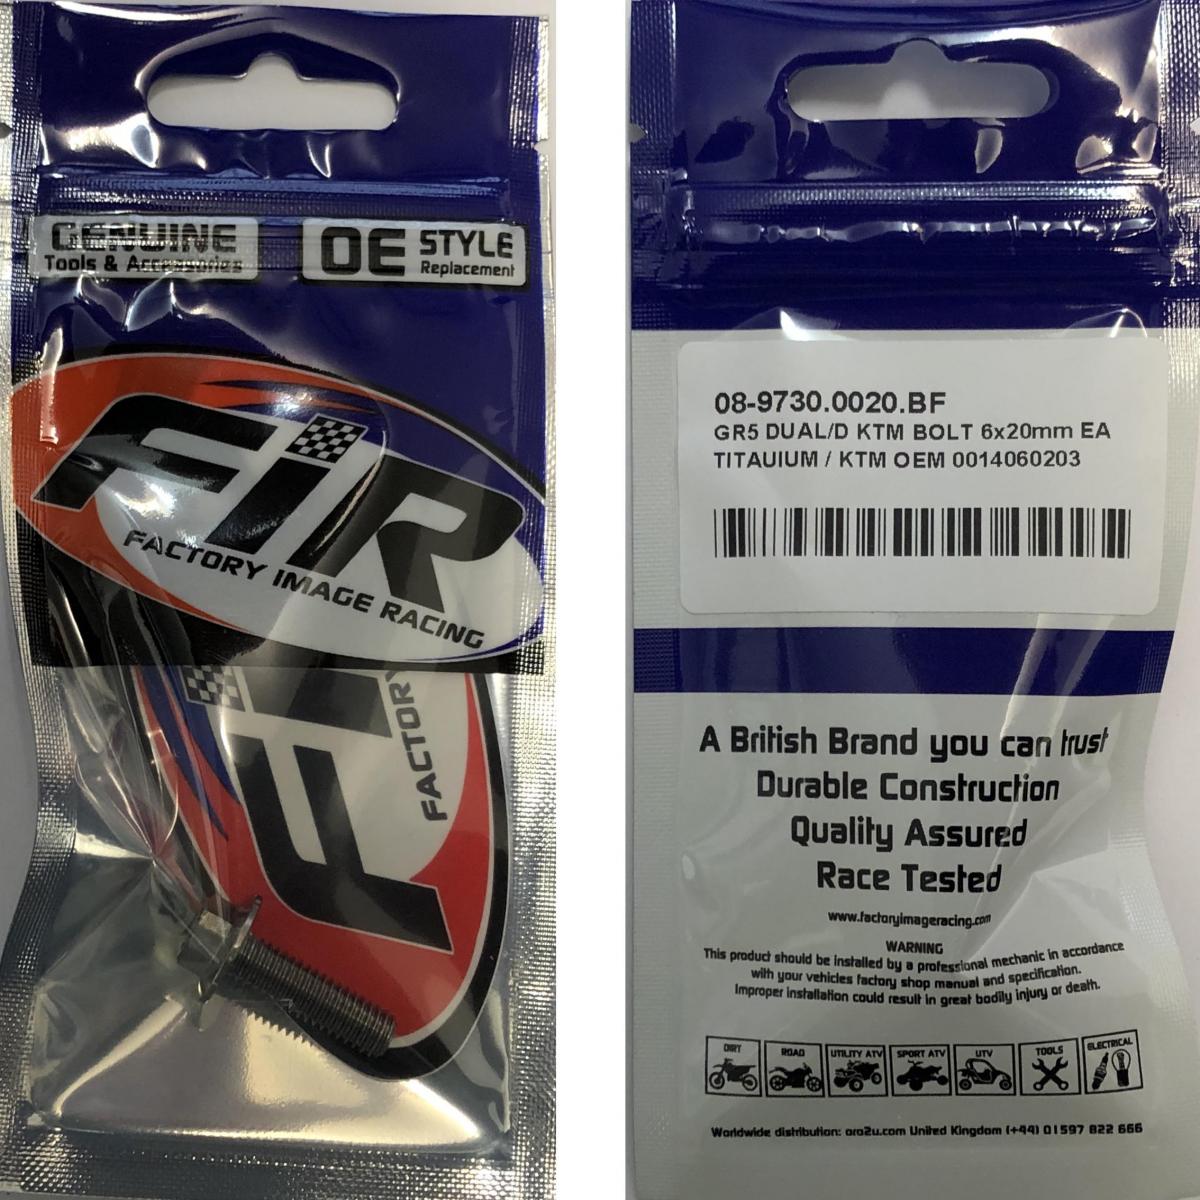 GENUINE
Tools & Accessories
OE STYLE
Replacement
FIR
FACTORY IMAGE RACING
FACTORY
08-9730.0020.BF
GR5 DUAL/D KTM BOLT 6x20mm EA
TITAUIUM / KTM OEM 0014060203
A British Brand you can trust
Durable Construction
Quality Assured
Race Tested
www.factoryimageracing.com
WARNING
This product should be installed by a professional mechanic in accordance
with your vehicles factory shop manual and specification.
Improper installation could result in great bodily injury or death.
DIRT
ROAD
UTILITY ATV
SPORT ATV
UTV
TOOLS
ELECTRICAL
Worldwide distribution: oro2u.com United Kingdom (+44) 01597 822 666